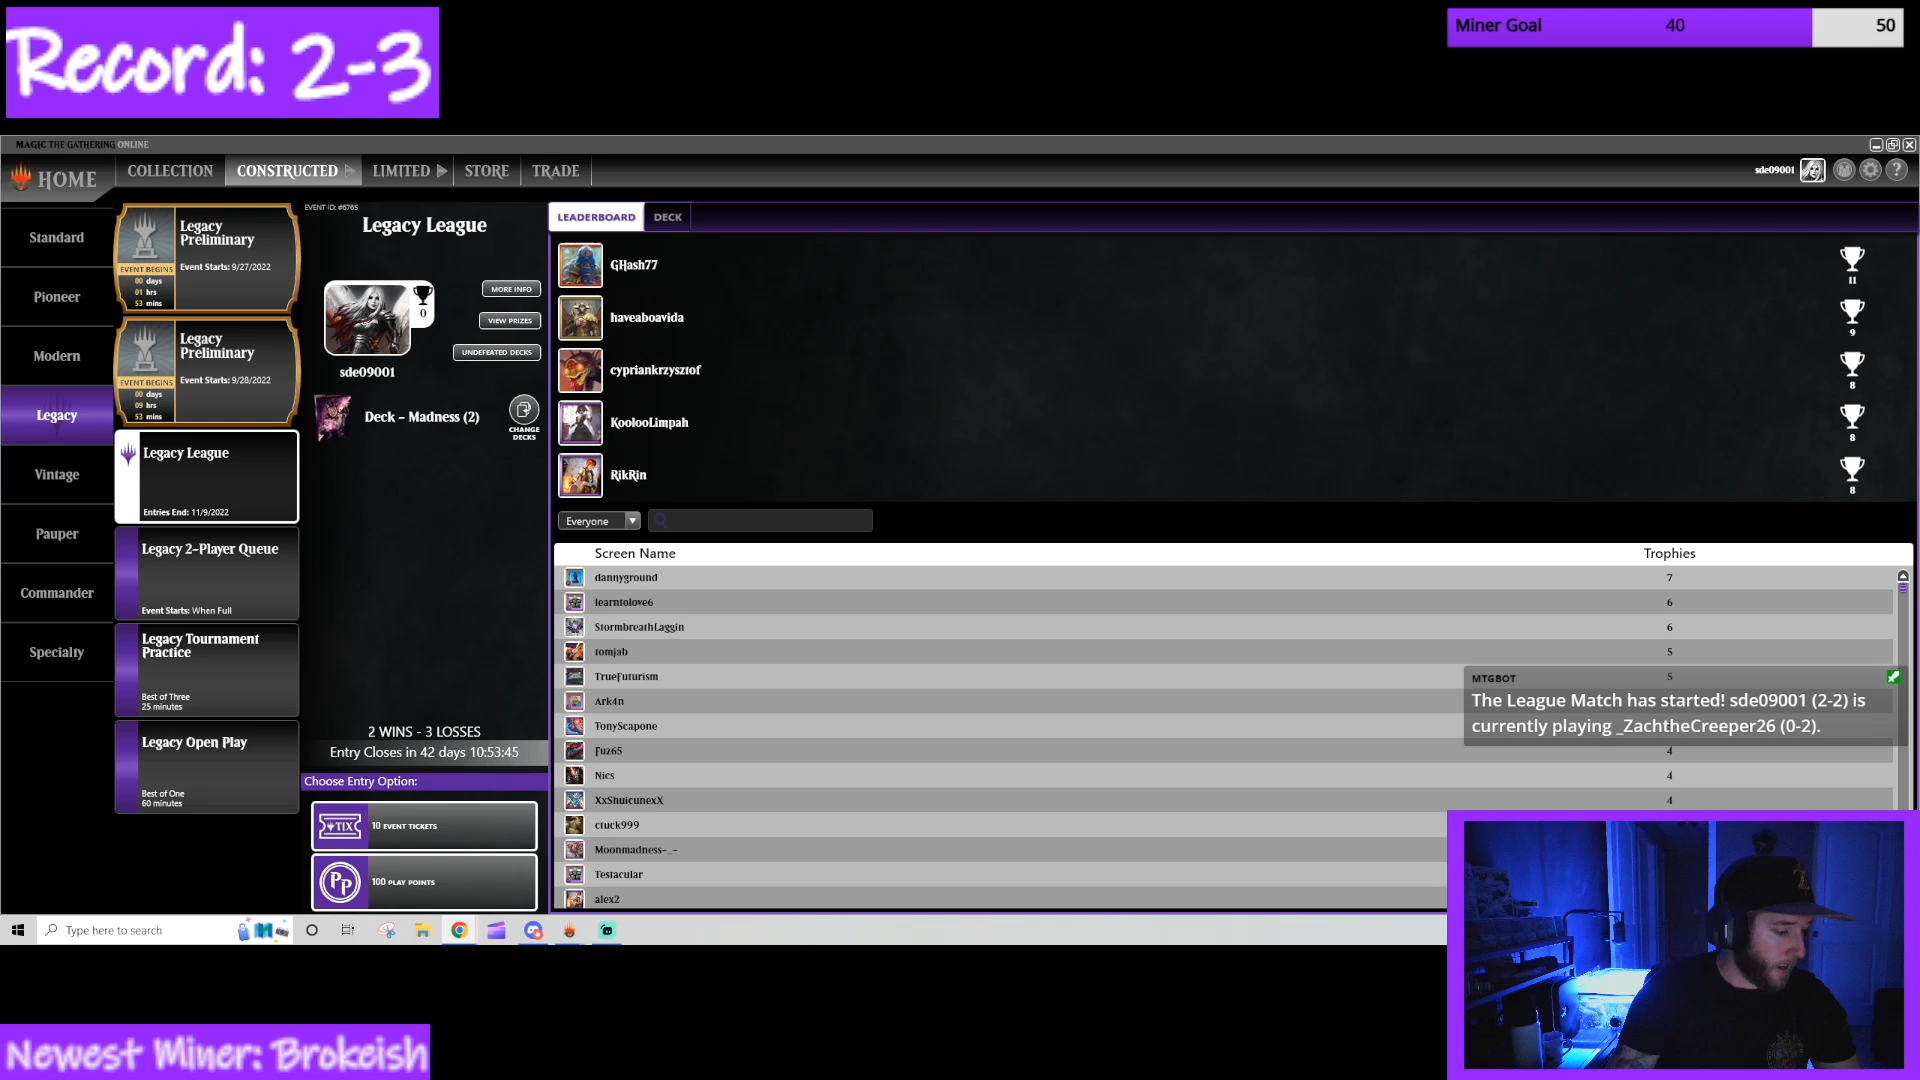 Record: 2-3
Miner Goal 40 50
MAGIC THE GATHERING ONLINE
HOME COLLECTION CONSTRUCTED LIMITED STORE TRADE
sde09001 ?
Standard
Pioneer
Modern
Legacy
Vintage
Pauper
Commander
Specialty
Legacy
Preliminary
Event Starts: 9/27/2022
EVENT BEGINS
00 days
01 hrs
53 mins
Legacy
Preliminary
Event Starts: 9/28/2022
EVENT BEGINS
00 days
09 hrs
53 mins
Legacy League
Entries End: 11/9/2022
Legacy 2-Player Queue
Event Starts: When Full
Legacy Tournament
Practice
Best of Three
25 minutes
Legacy Open Play
Best of One
60 minutes
EVENT ID: #6765
Legacy League
0
MORE INFO
VIEW PRIZES
UNDEFEATED DECKS
sde09001
Deck - Madness (2)
CHANGE
DECKS
2 WINS - 3 LOSSES
Entry Closes in 42 days 10:53:45
Choose Entry Option:
TIX 10 EVENT TICKETS
PP 100 PLAY POINTS
LEADERBOARD DECK
GHash77 11
haveaboavida 9
cypriankrzysztof 8
KoolooLimpah 8
RikRin 8
Everyone
Screen Name Trophies
dannyground 7
learntolove6 6
StormbreathLaggin 6
tomjab 5
TrueFuturism 5
Ark4n
TonyScapone
Fuz65 4
Nics 4
XxShuicunexX 4
ctuck999
Moonmadness-_-
Testacular
alex2
MTGBOT
The League Match has started! sde09001 (2-2) is
currently playing _ZachtheCreeper26 (0-2).
Type here to search
Newest Miner: Brokeish